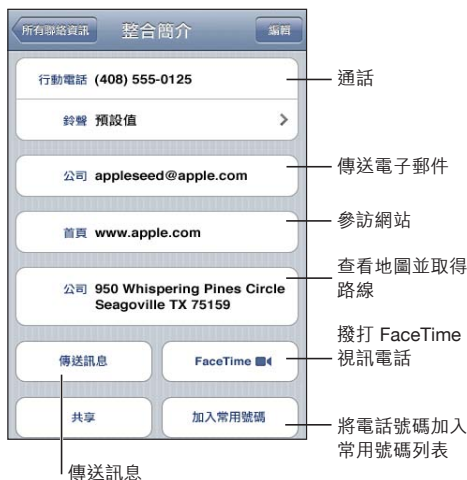 所有聯絡資訊 整合簡介 編輯
行動電話 (408) 555-0125
通話
鈴聲 預設值
公司 appleseed@apple.com
傳送電子郵件
首頁 www.apple.com
參訪網站
公司 950 Whispering Pines Circle
Seagoville TX 75159
查看地圖並取得
路線
傳送訊息 FaceTime
撥打 FaceTime
視訊電話
共享 加入常用號碼
將電話號碼加入
常用號碼列表
傳送訊息